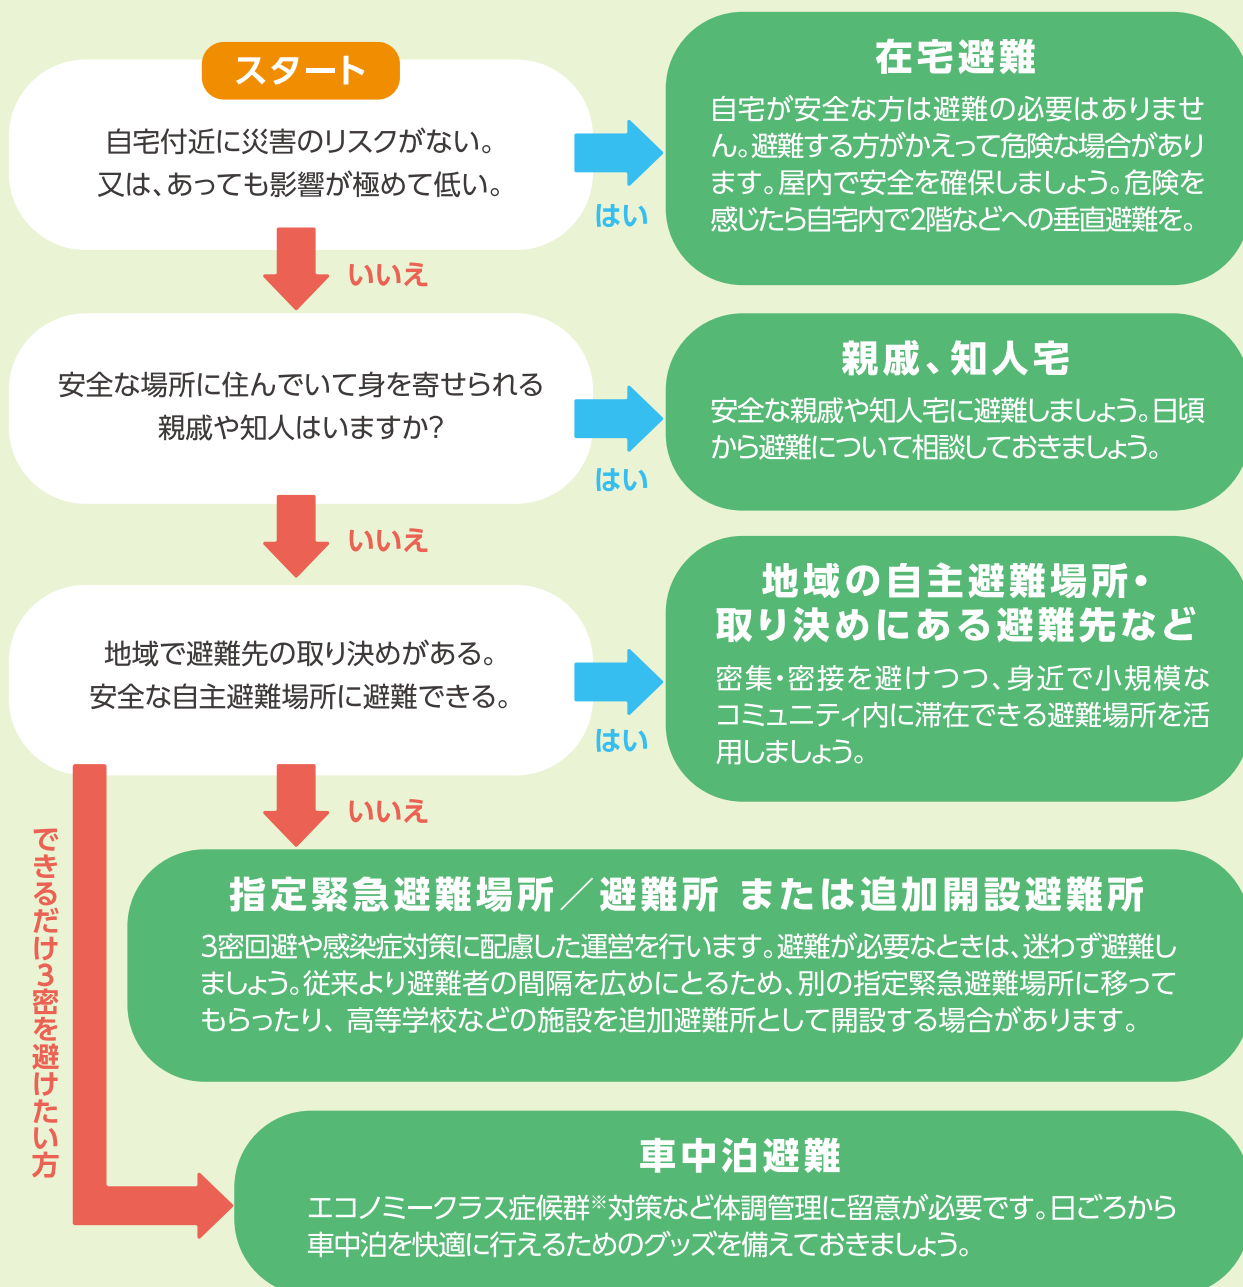 スタート
自宅付近に災害のリスクがない。
又は、あっても影響が極めて低い。
はい
在宅避難
自宅が安全な方は避難の必要はありませ
ん。避難する方がかえって危険な場合があり
ます。屋内で安全を確保しましょう。危険を
感じたら自宅内で2階などへの垂直避難を。
いいえ
安全な場所に住んでいて身を寄せられる
親戚や知人はいますか?
はい
親戚、知人宅
安全な親戚や知人宅に避難しましょう。日頃
から避難について相談しておきましょう。
いいえ
地域で避難先の取り決めがある。
安全な自主避難場所に避難できる。
はい
地域の自主避難場所・
取り決めにある避難先など
密集・密接を避けつつ、身近で小規模な
コミュニティ内に滞在できる避難場所を活
用しましょう。
いいえ
指定緊急避難場所/避難所 または追加開設避難所
3密回避や感染症対策に配慮した運営を行います。避難が必要なときは、迷わず避難し
ましょう。従来より避難者の間隔を広めにとるため、別の指定緊急避難場所に移って
もらったり、高等学校などの施設を追加避難所として開設する場合があります。
できるだけ3密を避けたい方
車中泊避難
エコノミークラス症候群※対策など体調管理に留意が必要です。日ごろから
車中泊を快適に行えるためのグッズを備えておきましょう。